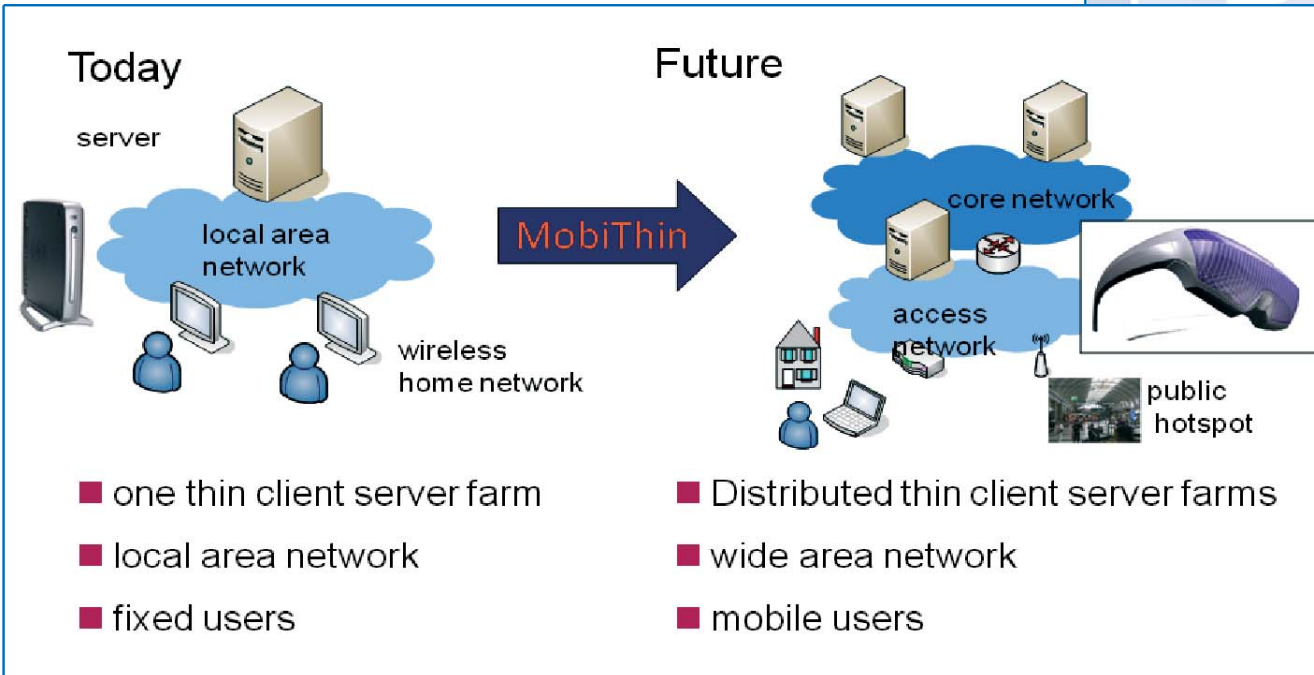 Today
server
local area
network
wireless
home network
MobiThin
Future
core network
access
network
public
hotspot
■ one thin client server farm
■ local area network
■ fixed users
■ Distributed thin client server farms
■ wide area network
■ mobile users